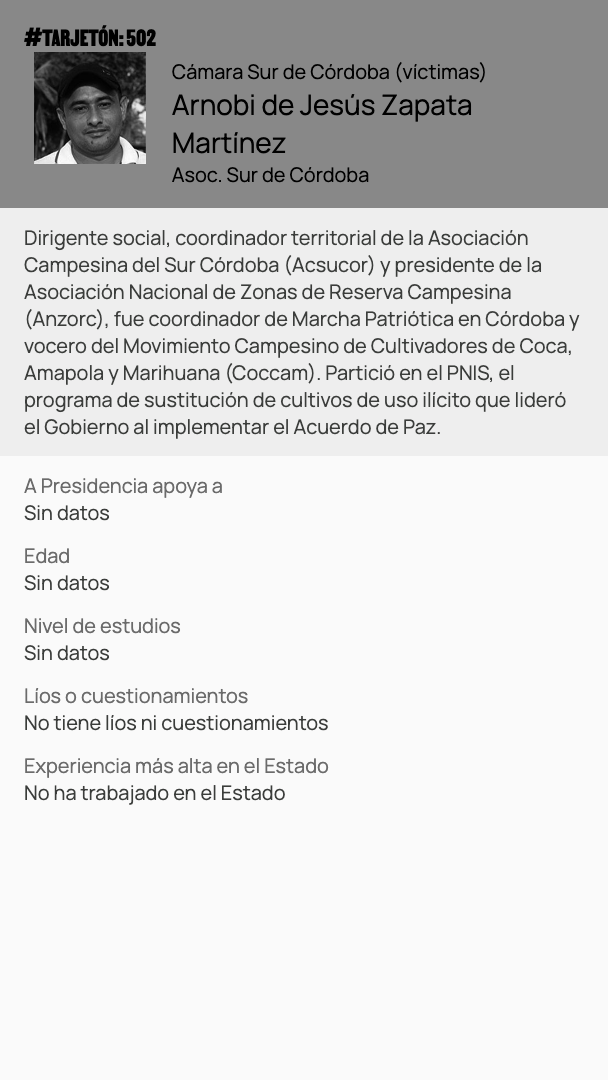 #TARJETÓN: 502
Cámara Sur de Córdoba (víctimas)
Arnobi de Jesús Zapata
Martínez
Asoc. Sur de Córdoba
Dirigente social, coordinador territorial de la Asociación
Campesina del Sur Córdoba (Acsucor) y presidente de la
Asociación Nacional de Zonas de Reserva Campesina
(Anzorc), fue coordinador de Marcha Patriótica en Córdoba y
vocero del Movimiento Campesino de Cultivadores de Coca,
Amapola y Marihuana (Coccam). Partició en el PNIS, el
programa de sustitución de cultivos de uso ilícito que lideró
el Gobierno al implementar el Acuerdo de Paz.
A Presidencia apoya a
Sin datos
Edad
Sin datos
Nivel de estudios
Sin datos
Líos o cuestionamientos
No tiene líos ni cuestionamientos
Experiencia más alta en el Estado
No ha trabajado en el Estado